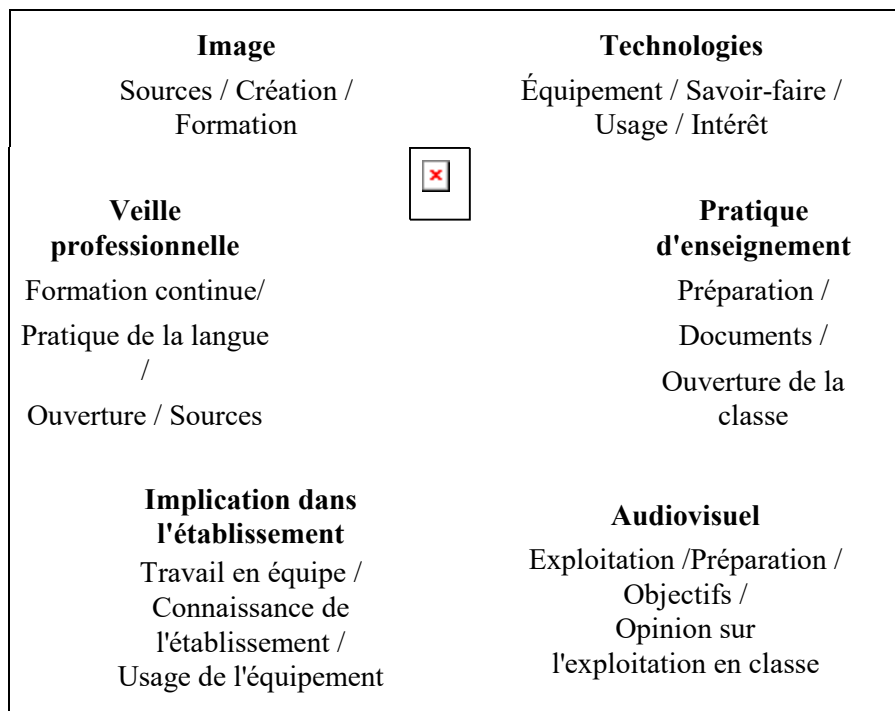 Image
Sources / Création /
Formation
Technologies
Équipement / Savoir-faire /
Usage / Intérêt
Veille
professionnelle
Formation continue/
Pratique de la langue
/
Ouverture / Sources
Pratique
d'enseignement
Préparation /
Documents /
Ouverture de la
classe
Implication dans
l'établissement
Travail en équipe /
Connaissance de
l'établissement /
Usage de l'équipement
Audiovisuel
Exploitation /Préparation /
Objectifs /
Opinion sur
l'exploitation en classe